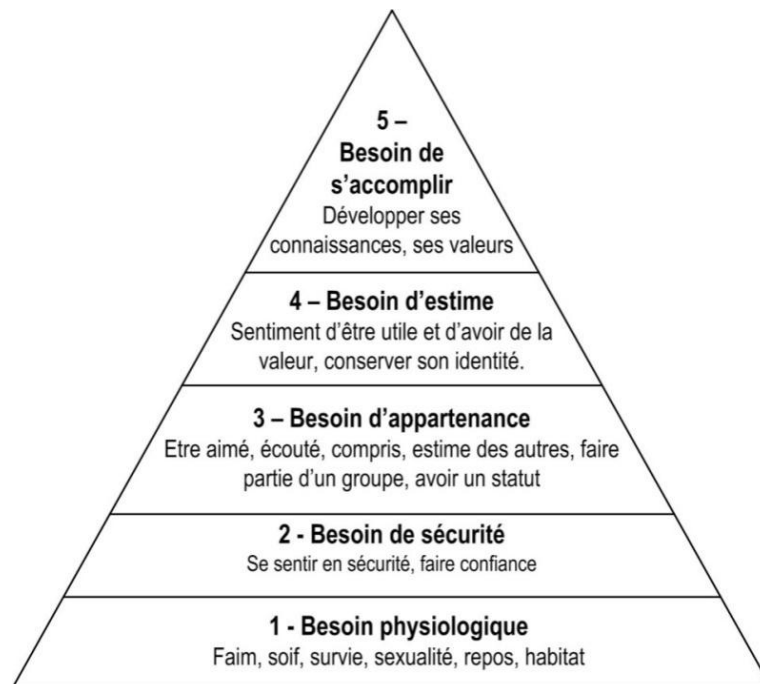 5 –
Besoin de
s’accomplir
Développer ses
connaissances, ses valeurs
4 – Besoin d’estime
Sentiment d’être utile et d’avoir de la
valeur, conserver son identité.
3 – Besoin d’appartenance
Etre aimé, écouté, compris, estime des autres, faire
partie d’un groupe, avoir un statut
2 - Besoin de sécurité
Se sentir en sécurité, faire confiance
1 - Besoin physiologique
Faim, soif, survie, sexualité, repos, habitat